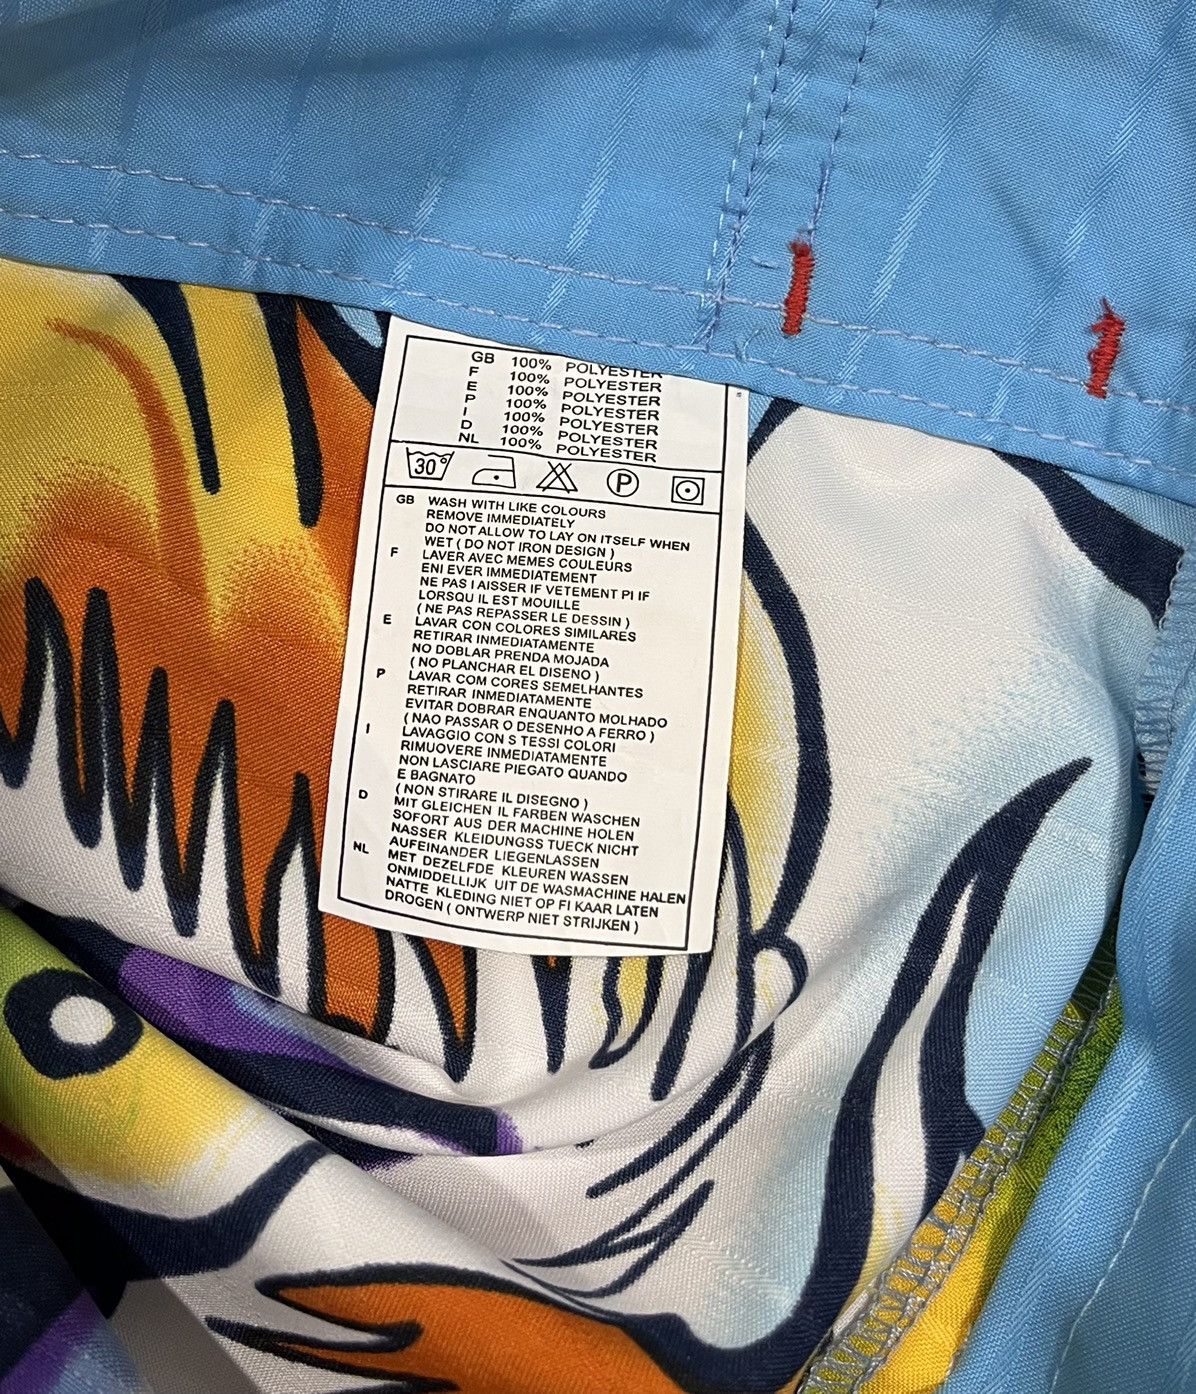 GB 100% POLYESTER
F 100% POLYESTER
E 100% POLYESTER
P 100% POLYESTER
I 100% POLYESTER
D 100% POLYESTER
NL 100% POLYESTER
30° P
GB WASH WITH LIKE COLOURS
REMOVE IMMEDIATELY
DO NOT ALLOW TO LAY ON ITSELF WHEN
WET ( DO NOT IRON DESIGN )
F LAVER AVEC MEMES COULEURS
ENI EVER IMMEDIATEMENT
NE PAS I AISSER IF VETEMENT PI IF
LORSQU IL EST MOUILLE
( NE PAS REPASSER LE DESSIN )
E LAVAR CON COLORES SIMILARES
RETIRAR INMEDIATAMENTE
NO DOBLAR PRENDA MOJADA
( NO PLANCHAR EL DISENO )
P LAVAR COM CORES SEMELHANTES
RETIRAR INMEDIATAMENTE
EVITAR DOBRAR ENQUANTO MOLHADO
( NAO PASSAR O DESENHO A FERRO )
I LAVAGGIO CON S TESSI COLORI
RIMUOVERE INMEDIATAMENTE
NON LASCIARE PIEGATO QUANDO
E BAGNATO
( NON STIRARE IL DISEGNO )
D MIT GLEICHEN IL FARBEN WASCHEN
SOFORT AUS DER MACHINE HOLEN
NASSER KLEIDUNGSS TUECK NICHT
AUFEINANDER LIEGENLASSEN
NL MET DEZELFDE KLEUREN WASSEN
ONMIDDELLIJK UIT DE WASMACHINE HALEN
NATTE KLEDING NIET OP FI KAAR LATEN
DROGEN ( ONTWERP NIET STRIJKEN )